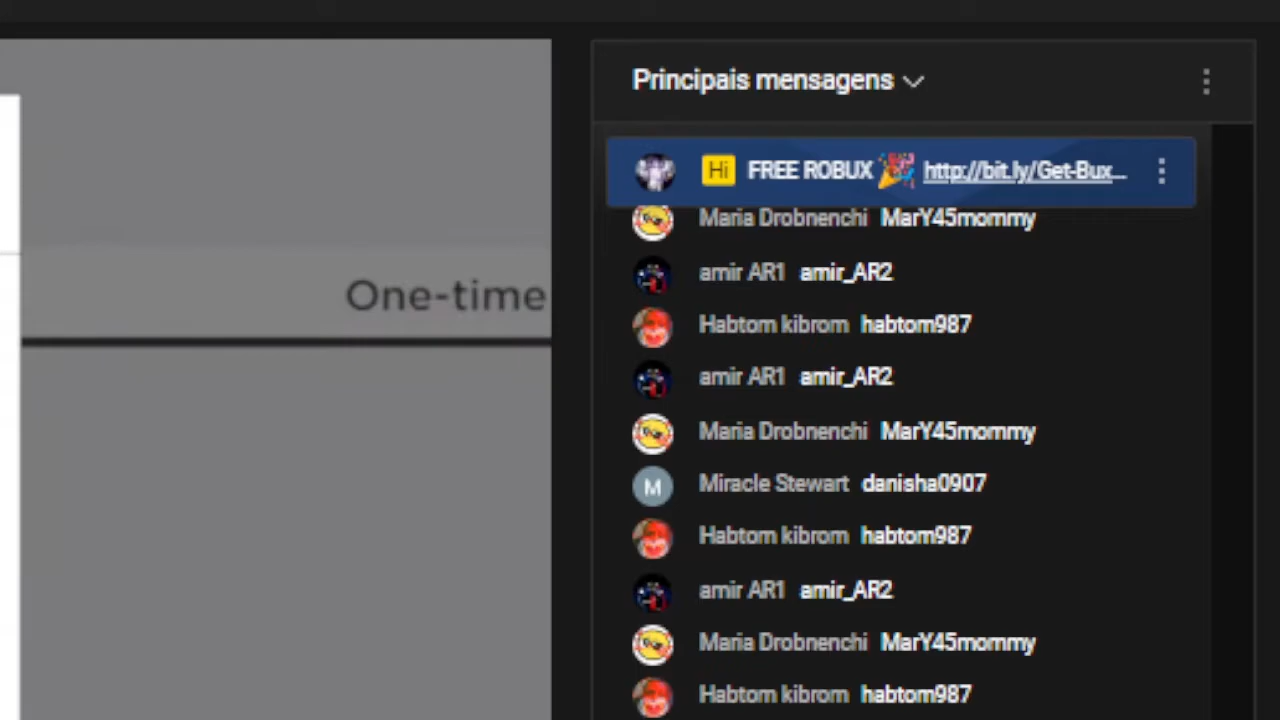 Principais mensagens
Hi FREE ROBUX 🎉 http://bit.ly/Get-Bux...
Maria Drobnenchi MarY45mommy
One-time
amir AR1 amir_AR2
Habtom kibrom habtom987
amir AR1 amir_AR2
Maria Drobnenchi MarY45mommy
M Miracle Stewart danisha0907
Habtom kibrom habtom987
amir AR1 amir_AR2
Maria Drobnenchi MarY45mommy
Habtom kibrom habtom987